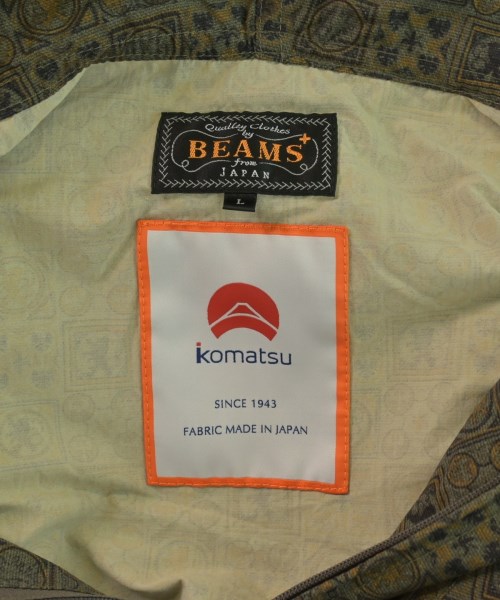 Quality Clothes
by
BEAMS+
from
JAPAN
L
komatsu
SINCE 1943
FABRIC MADE IN JAPAN